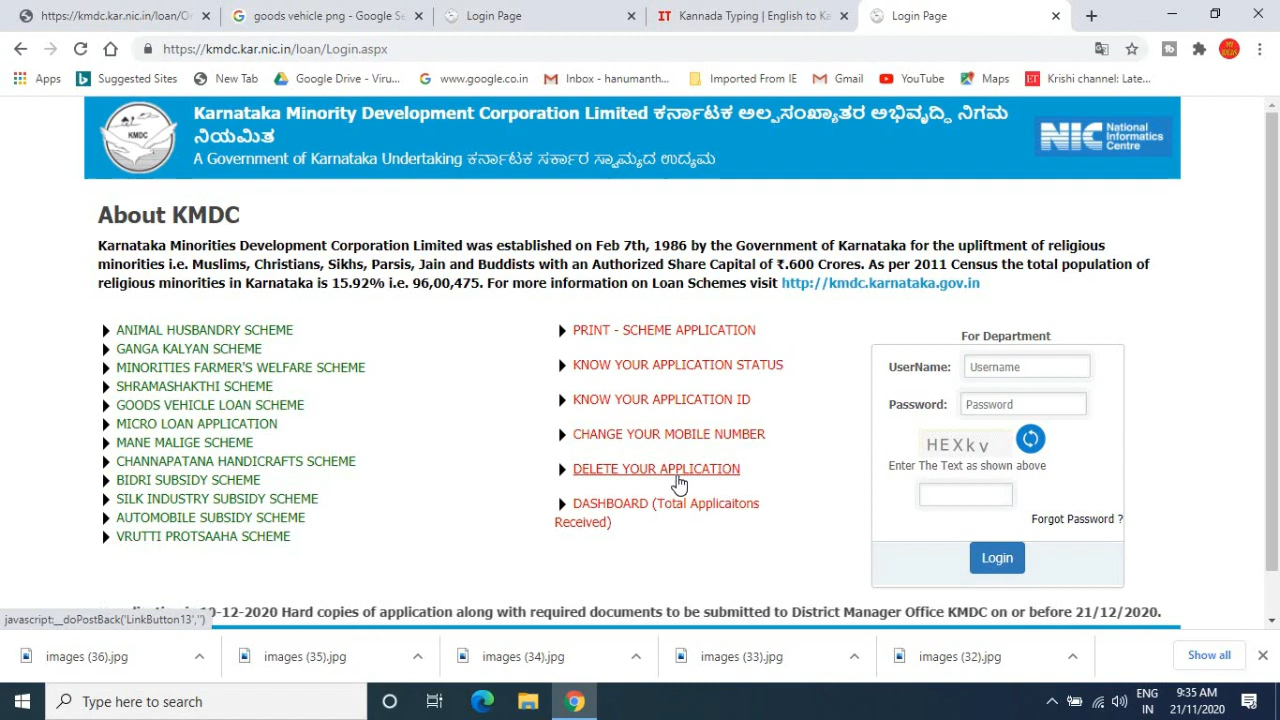 https://kmdc.kar.nic.in/loan/On
goods vehicle png - Google Se
Login Page
Kannada Typing | English to Ka
Login Page
https://kmdc.kar.nic.in/loan/Login.aspx
Apps
Suggested Sites
New Tab
Google Drive - Viru...
www.google.co.in
Inbox - hanumanth...
Imported From IE
Gmail
YouTube
Maps
Krishi channel: Late...
KMDC
Karnataka Minority Development Corporation Limited ಕರ್ನಾಟಕ ಅಲ್ಪಸಂಖ್ಯಾತರ ಅಭಿವೃದ್ಧಿ ನಿಗಮ
ನಿಯಮಿತ
A Government of Karnataka Undertaking ಕರ್ನಾಟಕ ಸರ್ಕಾರ ಸ್ವಾಮ್ಯದ ಉದ್ಯಮ
NIC National
Informatics
Centre
About KMDC
Karnataka Minorities Development Corporation Limited was established on Feb 7th, 1986 by the Government of Karnataka for the upliftment of religious
minorities i.e. Muslims, Christians, Sikhs, Parsis, Jain and Buddists with an Authorized Share Capital of ₹.600 Crores. As per 2011 Census the total population of
religious minorities in Karnataka is 15.92% i.e. 96,00,475. For more information on Loan Schemes visit http://kmdc.karnataka.gov.in
ANIMAL HUSBANDRY SCHEME
GANGA KALYAN SCHEME
MINORITIES FARMER'S WELFARE SCHEME
SHRAMASHAKTHI SCHEME
GOODS VEHICLE LOAN SCHEME
MICRO LOAN APPLICATION
MANE MALIGE SCHEME
CHANNAPATANA HANDICRAFTS SCHEME
BIDRI SUBSIDY SCHEME
SILK INDUSTRY SUBSIDY SCHEME
AUTOMOBILE SUBSIDY SCHEME
VRUTTI PROTSAAHA SCHEME
PRINT - SCHEME APPLICATION
KNOW YOUR APPLICATION STATUS
KNOW YOUR APPLICATION ID
CHANGE YOUR MOBILE NUMBER
DELETE YOUR APPLICATION
DASHBOARD (Total Applicaitons
Received)
For Department
UserName: Username
Password: Password
HEXkv
Enter The Text as shown above
Forgot Password ?
Login
10-12-2020 Hard copies of application along with required documents to be submitted to District Manager Office KMDC on or before 21/12/2020.
javascript:__doPostBack('LinkButton13','')
images (36).jpg
images (35).jpg
images (34).jpg
images (33).jpg
images (32).jpg
Show all
Type here to search
ENG
IN
9:35 AM
21/11/2020